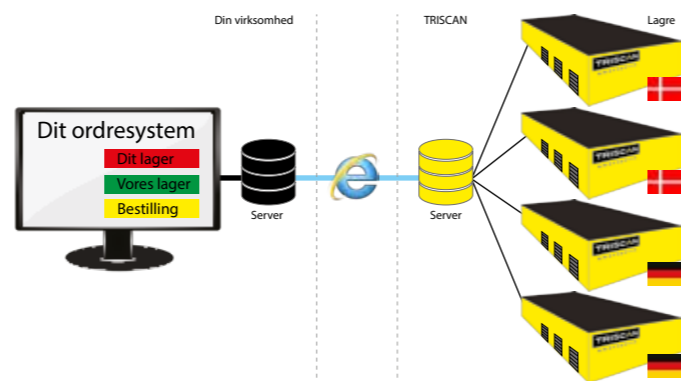 Din virksomhed
TRISCAN
Lagre
Dit ordresystem
Dit lager
Vores lager
Bestilling
Server
Server
TRISCAN
TRISCAN
TRISCAN
TRISCAN